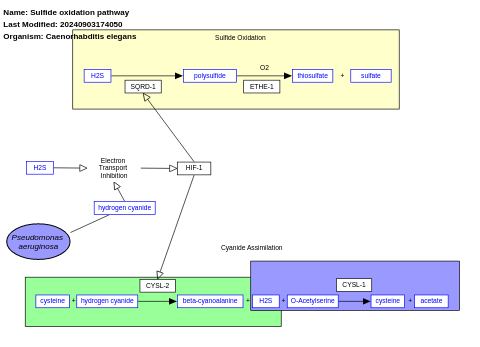 Name: Sulfide oxidation pathway
Last Modified: 20240903174050
Organism: Caenorhabditis elegans
Sulfide Oxidation
O2
H2S
polysulfide
thiosulfate
+
sulfate
SQRD-1
ETHE-1
H2S
Electron
Transport
Inhibition
HIF-1
hydrogen cyanide
Pseudomonas
aeruginosa
Cyanide Assimilation
CYSL-2
CYSL-1
cysteine
+
hydrogen cyanide
beta-cyanoalanine
+
H2S
+
O-Acetylserine
cysteine
+
acetate